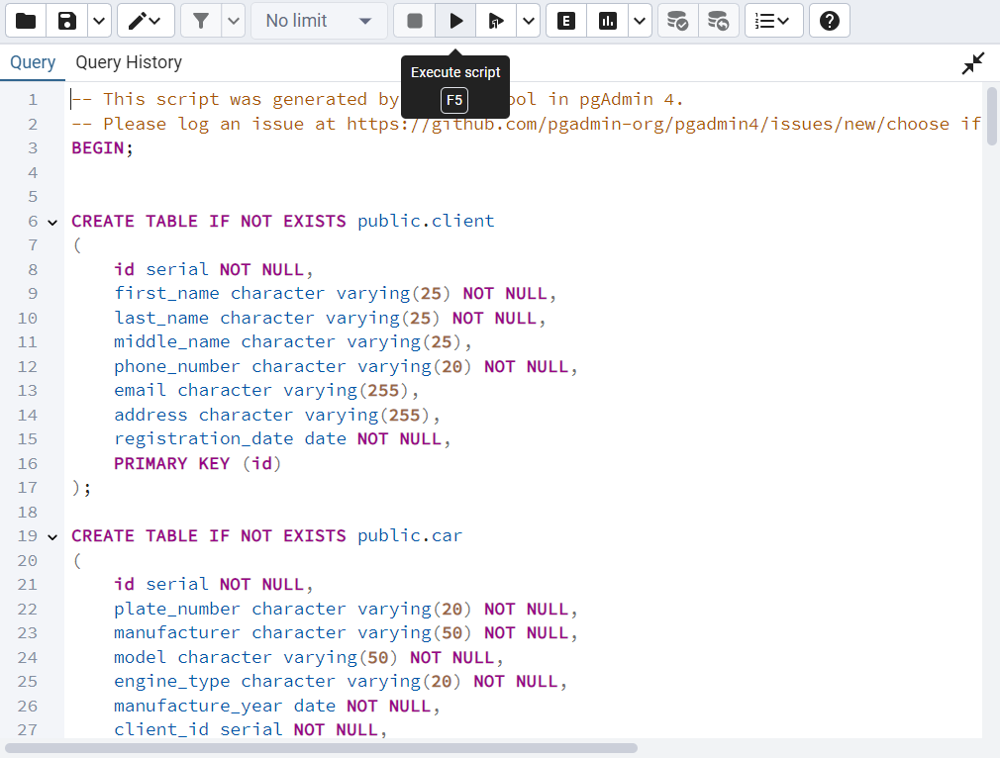 No limit
E
Query Query History
Execute script
F5
1 -- This script was generated by ool in pgAdmin 4.
2 -- Please log an issue at https://github.com/pgadmin-org/pgadmin4/issues/new/choose if
3 BEGIN;
4
5
6 CREATE TABLE IF NOT EXISTS public.client
7 (
8 id serial NOT NULL,
9 first_name character varying(25) NOT NULL,
10 last_name character varying(25) NOT NULL,
11 middle_name character varying(25),
12 phone_number character varying(20) NOT NULL,
13 email character varying(255),
14 address character varying(255),
15 registration_date date NOT NULL,
16 PRIMARY KEY (id)
17 );
18
19 CREATE TABLE IF NOT EXISTS public.car
20 (
21 id serial NOT NULL,
22 plate_number character varying(20) NOT NULL,
23 manufacturer character varying(50) NOT NULL,
24 model character varying(50) NOT NULL,
25 engine_type character varying(20) NOT NULL,
26 manufacture_year date NOT NULL,
27 client_id serial NOT NULL,